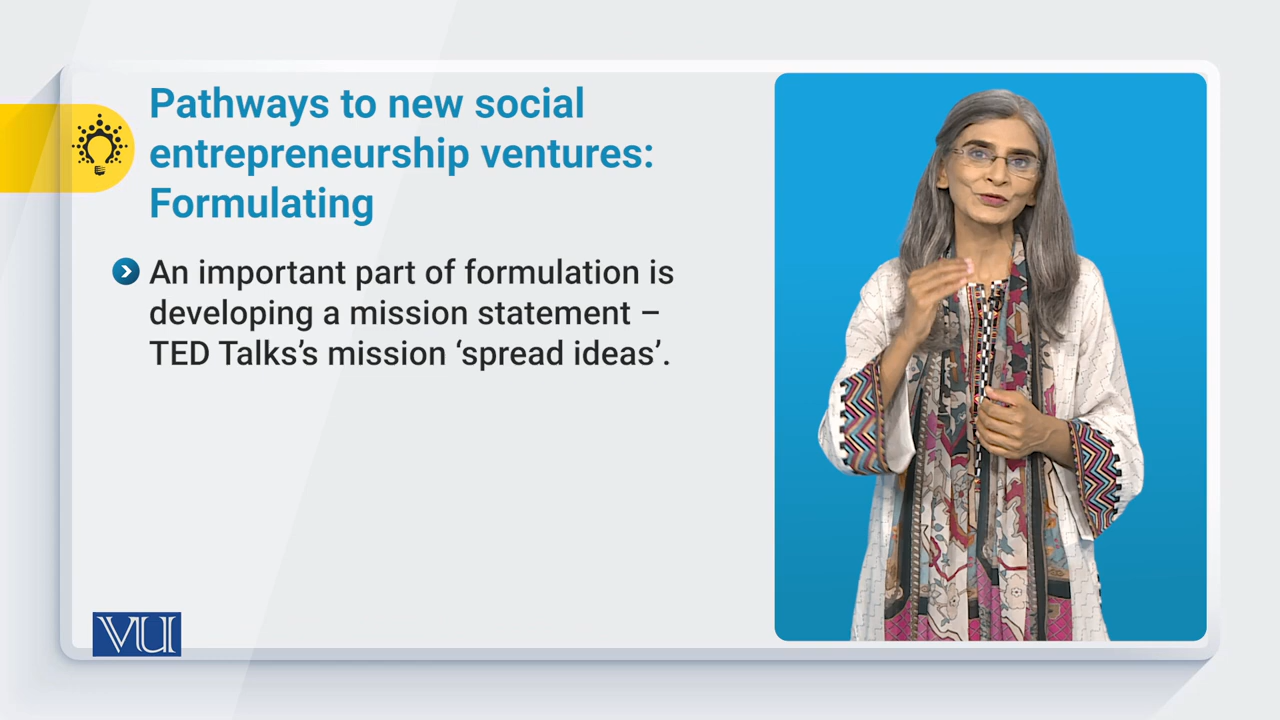 Pathways to new social
entrepreneurship ventures:
Formulating
An important part of formulation is
developing a mission statement –
TED Talks’s mission ‘spread ideas’.
VU